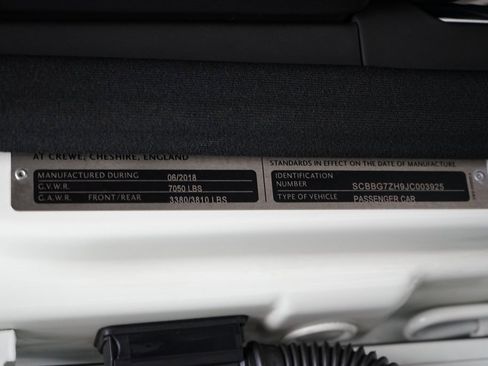 AT CREWE, CHESHIRE, ENGLAND
MANUFACTURED DURING 06/2018
G.V.W.R. 7050 LBS
G.A.W.R. FRONT/REAR 3380/3810 LBS
STANDARDS IN EFFECT ON THE DATE OF MANUFACTURE
IDENTIFICATION
NUMBER SCBBG7ZH9JC003925
TYPE OF VEHICLE PASSENGER CAR